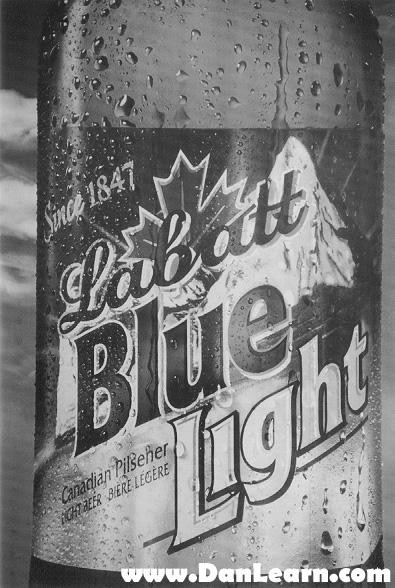 Since 1847
Labatt
Blue
Light
Canadian Pilsener
LIGHT BEER BIÈRE LÉGÈRE
www.DanLearn.com